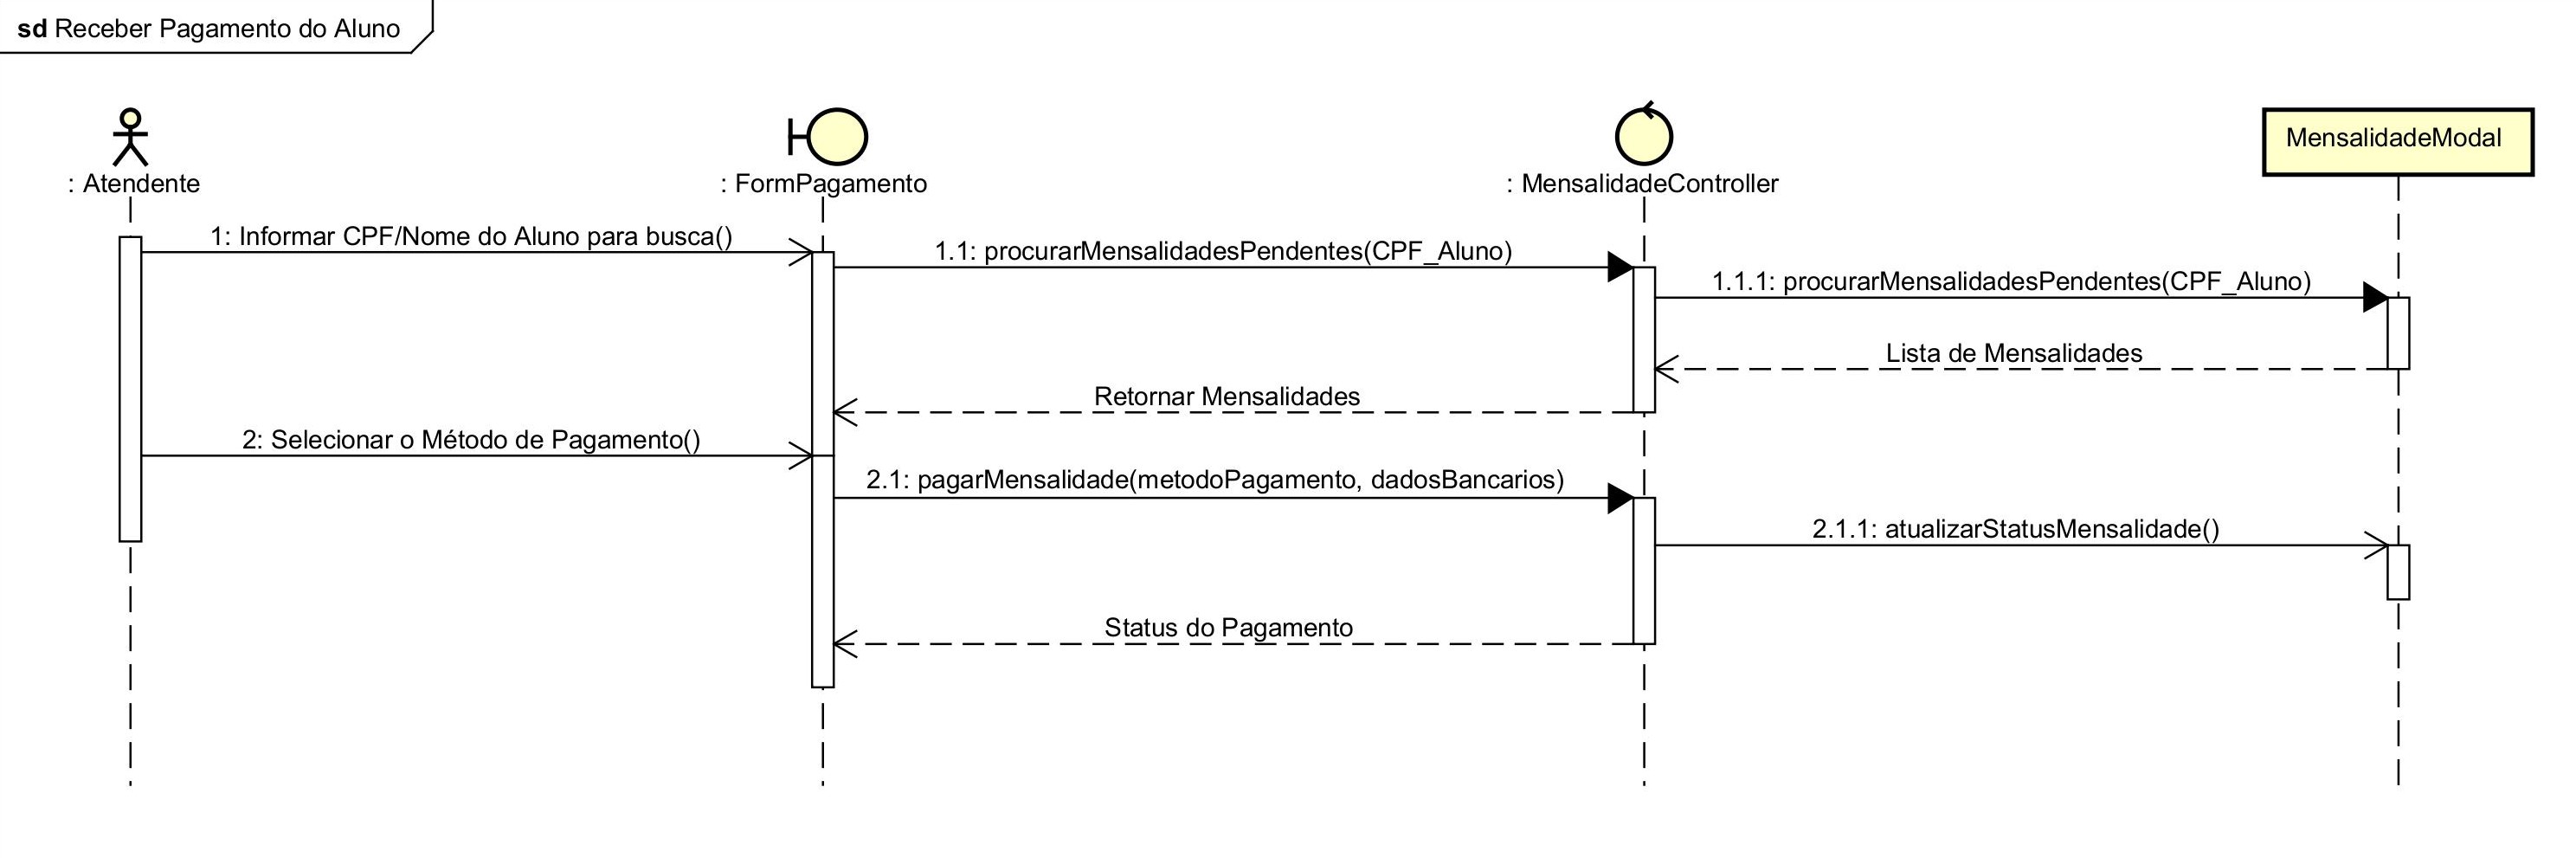 sd Receber Pagamento do Aluno
: Atendente
: FormPagamento
: MensalidadeController
MensalidadeModal
1: Informar CPF/Nome do Aluno para busca()
1.1: procurarMensalidadesPendentes(CPF_Aluno)
1.1.1: procurarMensalidadesPendentes(CPF_Aluno)
Lista de Mensalidades
Retornar Mensalidades
2: Selecionar o Método de Pagamento()
2.1: pagarMensalidade(metodoPagamento, dadosBancarios)
2.1.1: atualizarStatusMensalidade()
Status do Pagamento